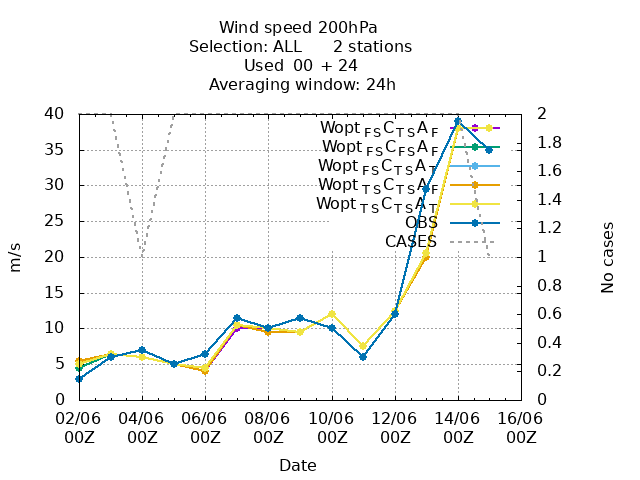 Wind speed 200hPa
Selection: ALL 2 stations
Used 00 + 24
Averaging window: 24h
40 2
Wopt FS C TS A F
35 1.8
Wopt FS C FS A F
1.6
Wopt FS C TS A T
30 1.4
Wopt TS C TS A F
Wopt TS C TS A T
25 1.2
OBS
CASES
20 1
15 0.8
0.6
10 0.4
5 0.2
0 0
m/s
No cases
02/06 04/06 06/06 08/06 10/06 12/06 14/06 16/06
00Z 00Z 00Z 00Z 00Z 00Z 00Z 00Z
Date